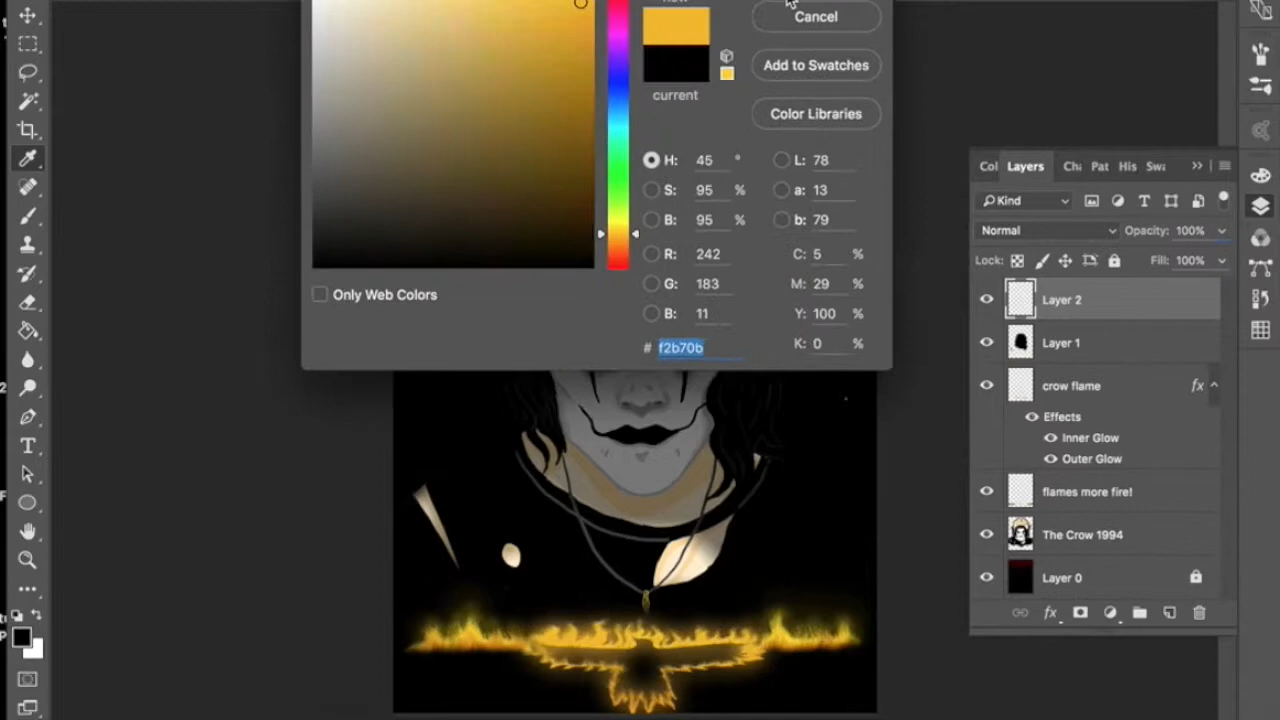 Cancel
Add to Swatches
current
Color Libraries
H: 45 °
L: 78
S: 95 %
a: 13
B: 95 %
b: 79
R: 242
C: 5 %
G: 183
M: 29 %
B: 11
Y: 100 %
# f2b70b
K: 0 %
Only Web Colors
Col Layers Cha Pat His Swa
Kind
Normal Opacity: 100%
Lock: Fill: 100%
Layer 2
Layer 1
crow flame fx
Effects
Inner Glow
Outer Glow
flames more fire!
The Crow 1994
Layer 0
fx
T